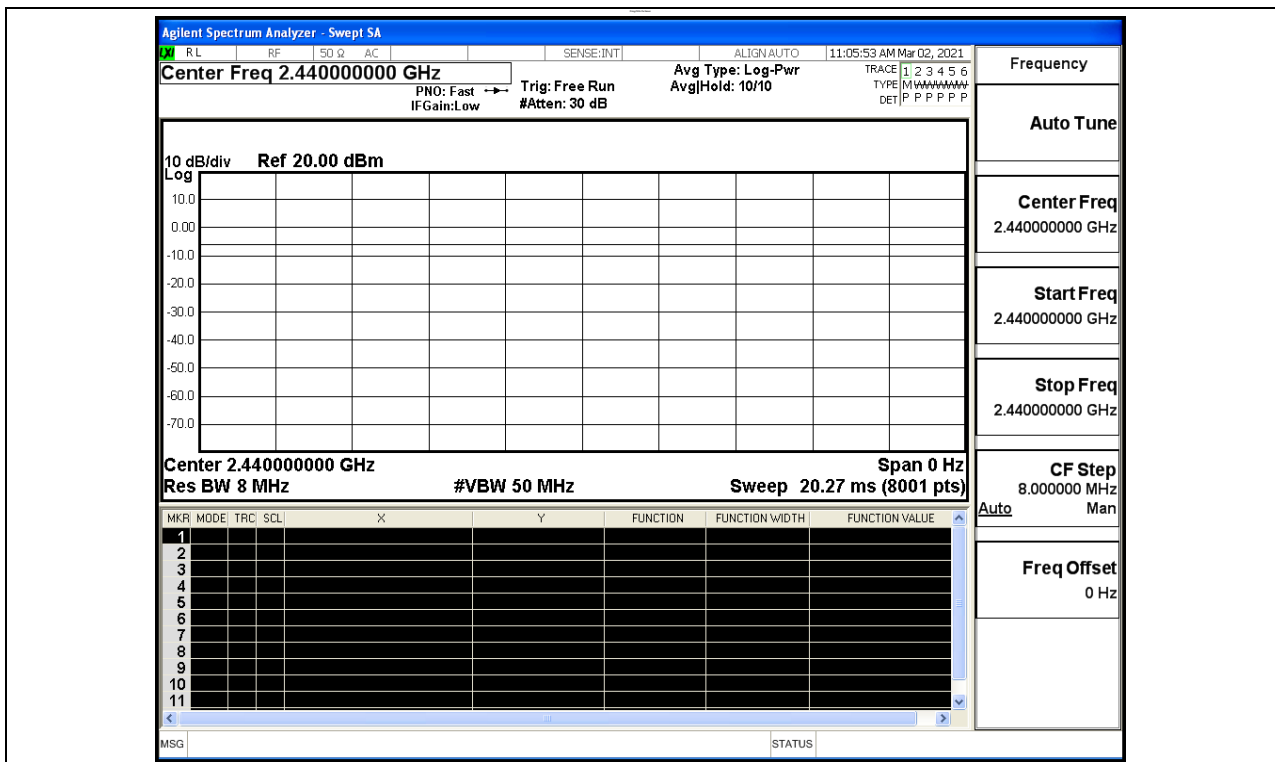 Agilent Spectrum Analyzer - Swept SA
LXI RL RF 50 Ω AC SENSE:INT ALIGN AUTO 11:05:53 AM Mar 02, 2021
Center Freq 2.440000000 GHz
PNO: Fast
IFGain:Low
Trig: Free Run
#Atten: 30 dB
Avg Type: Log-Pwr
Avg|Hold: 10/10
TRACE 1 2 3 4 5 6
TYPE M WWWWW
DET P P P P P P
10 dB/div Ref 20.00 dBm
Log
10.0
0.00
-10.0
-20.0
-30.0
-40.0
-50.0
-60.0
-70.0
Center 2.440000000 GHz Span 0 Hz
Res BW 8 MHz #VBW 50 MHz Sweep 20.27 ms (8001 pts)
MKR MODE TRC SCL X Y FUNCTION FUNCTION WIDTH FUNCTION VALUE
1
2
3
4
5
6
7
8
9
10
11
MSG STATUS
Frequency
Auto Tune
Center Freq
2.440000000 GHz
Start Freq
2.440000000 GHz
Stop Freq
2.440000000 GHz
CF Step
8.000000 MHz
Auto Man
Freq Offset
0 Hz